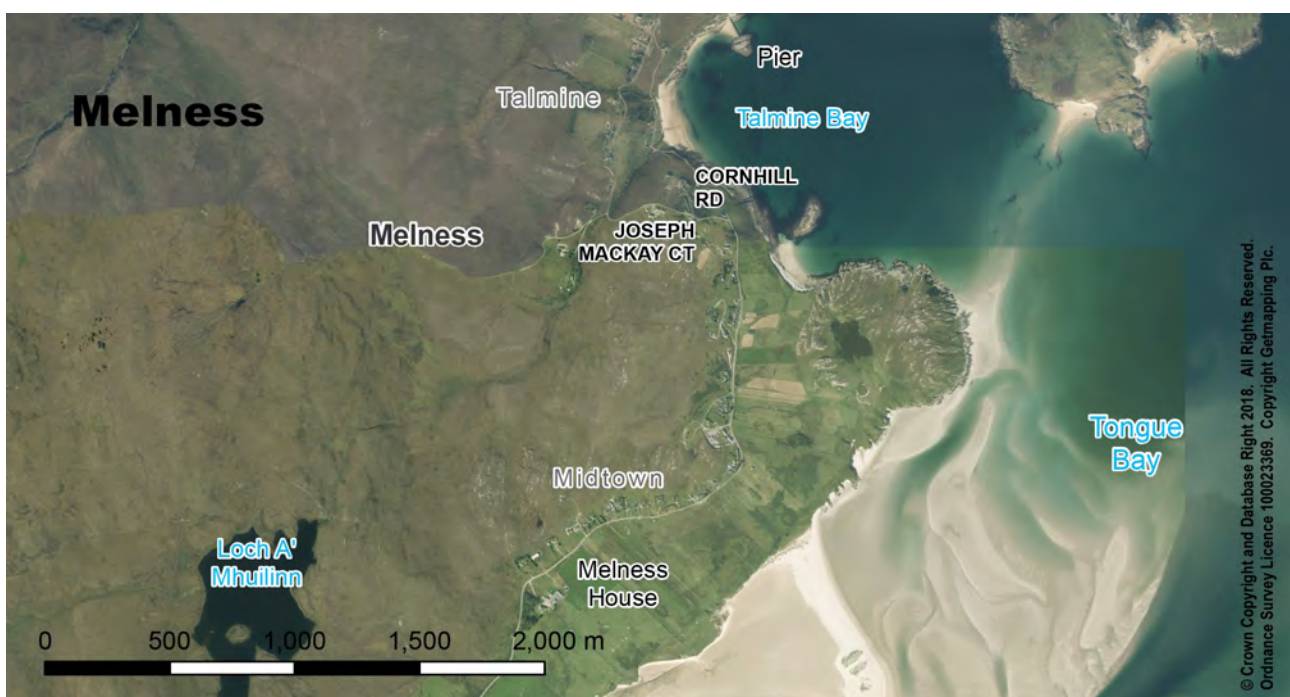 Melness
Pier
Talmine
Talmine Bay
CORNHILL
RD
Melness
JOSEPH
MACKAY CT
Tongue
Bay
Midtown
Loch A'
Mhuilinn
Melness
House
0 500 1,000 1,500 2,000 m
© Crown Copyright and Database Right 2018. All Rights Reserved.
Ordnance Survey Licence 100023369. Copyright Getmapping Plc.